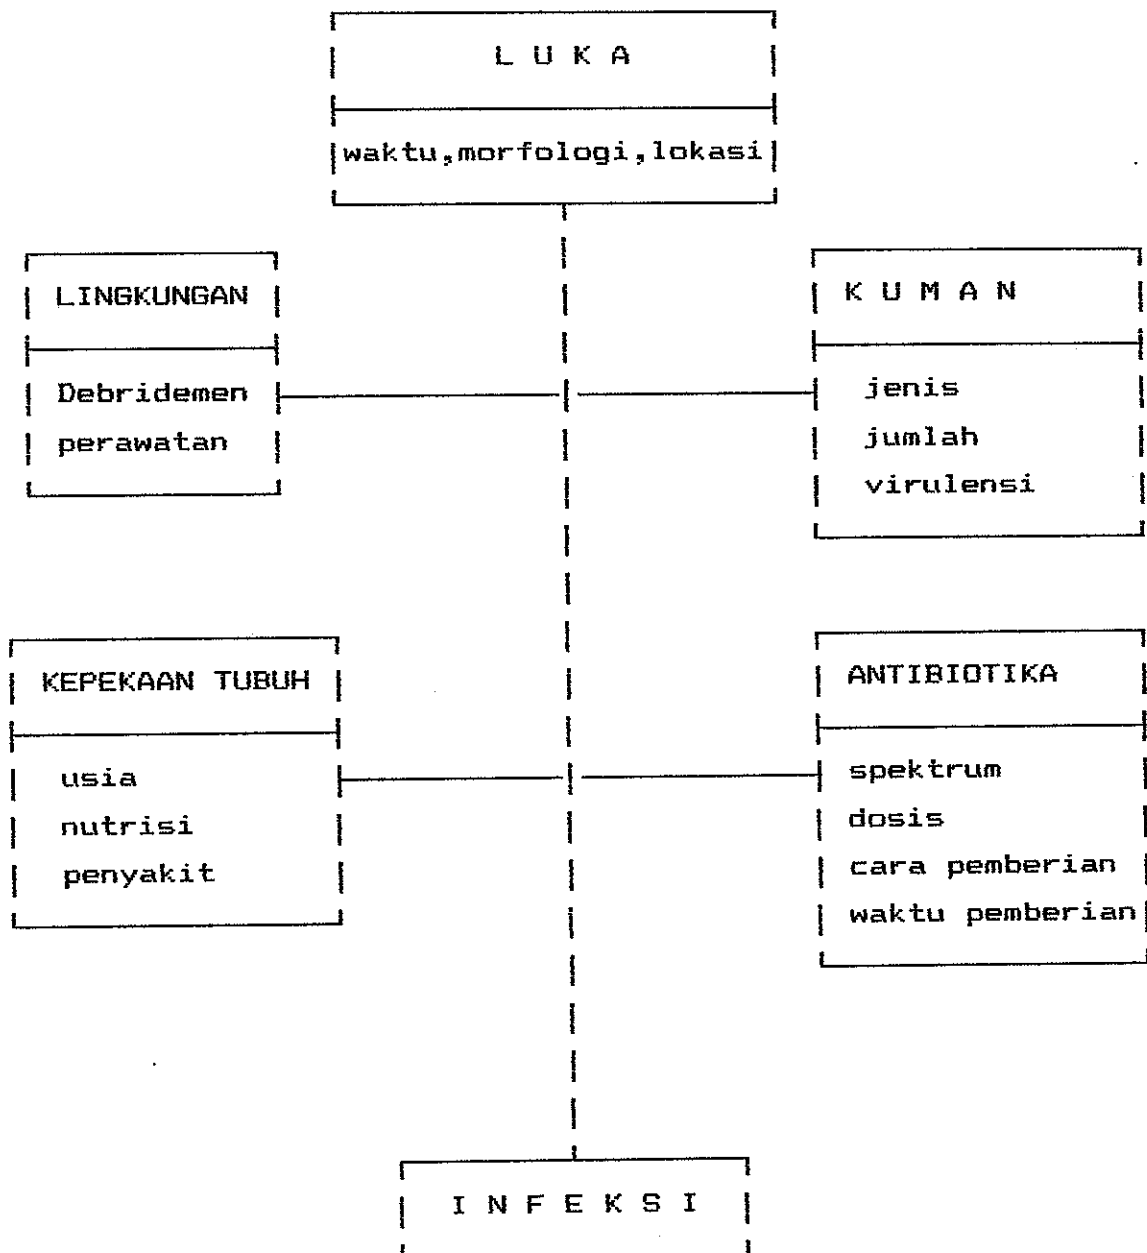 L U K A
waktu,morfologi,lokasi
LINGKUNGAN
Debridemen
perawatan
K U M A N
jenis
jumlah
virulensi
KEPEKAAN TUBUH
usia
nutrisi
penyakit
ANTIBIOTIKA
spektrum
dosis
cara pemberian
waktu pemberian
I N F E K S I